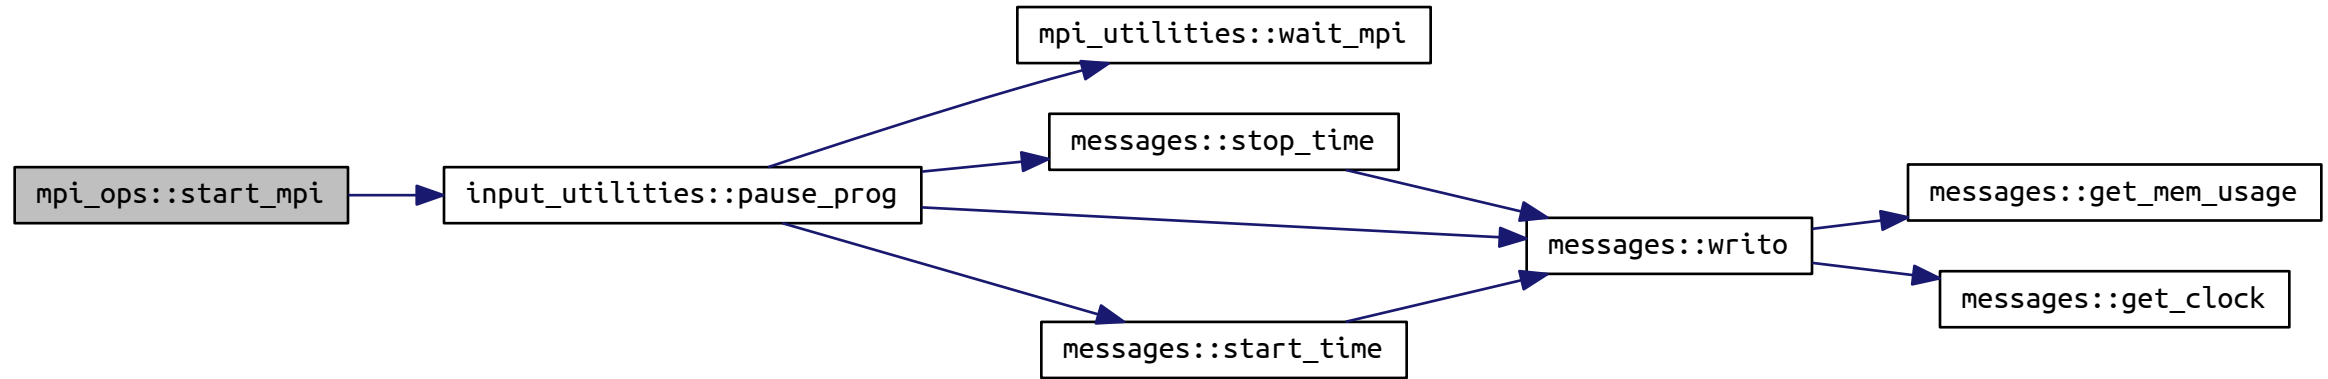 mpi_ops::start_mpi
input_utilities::pause_prog
mpi_utilities::wait_mpi
messages::stop_time
messages::start_time
messages::writo
messages::get_mem_usage
messages::get_clock